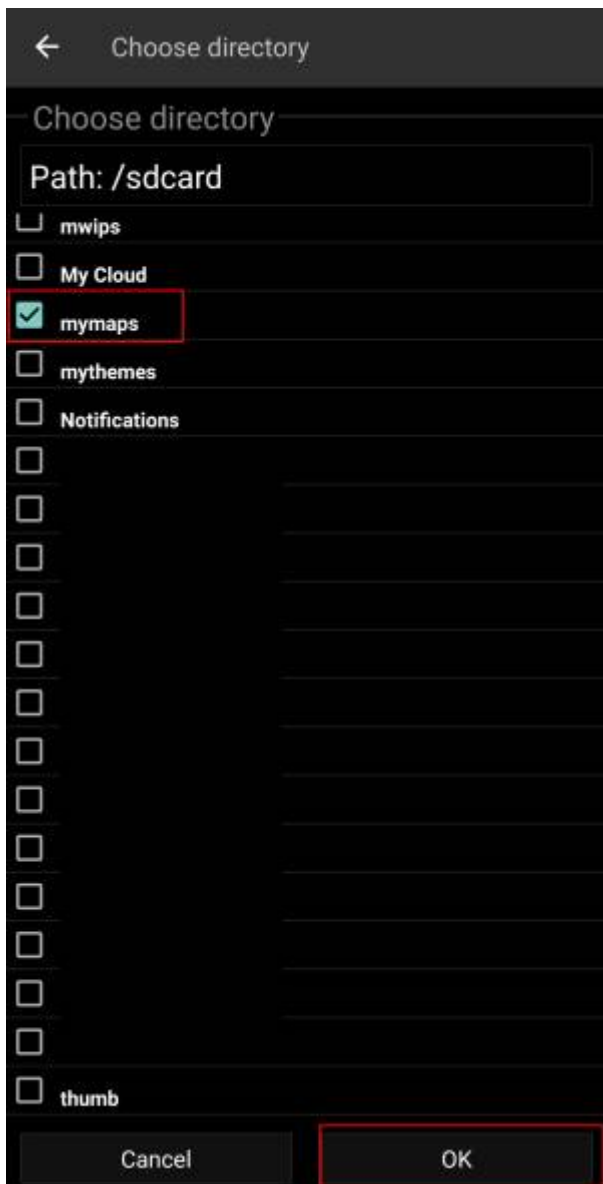 Choose directory
Choose directory
Path: /sdcard
mwips
My Cloud
mymaps
mythemes
Notifications
thumb
Cancel
OK